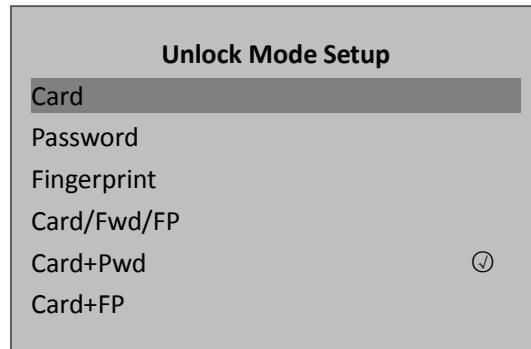 Unlock Mode Setup
Card
Password
Fingerprint
Card/Fwd/FP
Card+Pwd
Card+FP